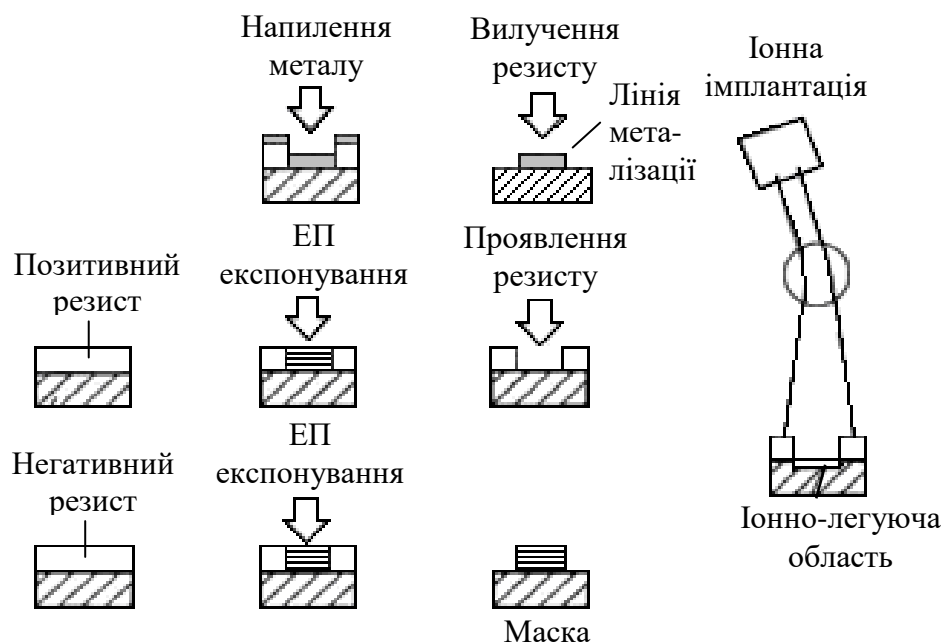 Напилення
металу
Вилучення
резисту
Лінія
мета-
лізації
Іонна
імплантація
ЕП
експонування
Проявлення
резисту
Позитивний
резист
ЕП
експонування
Негативний
резист
Іонно-легуюча
область
Маска